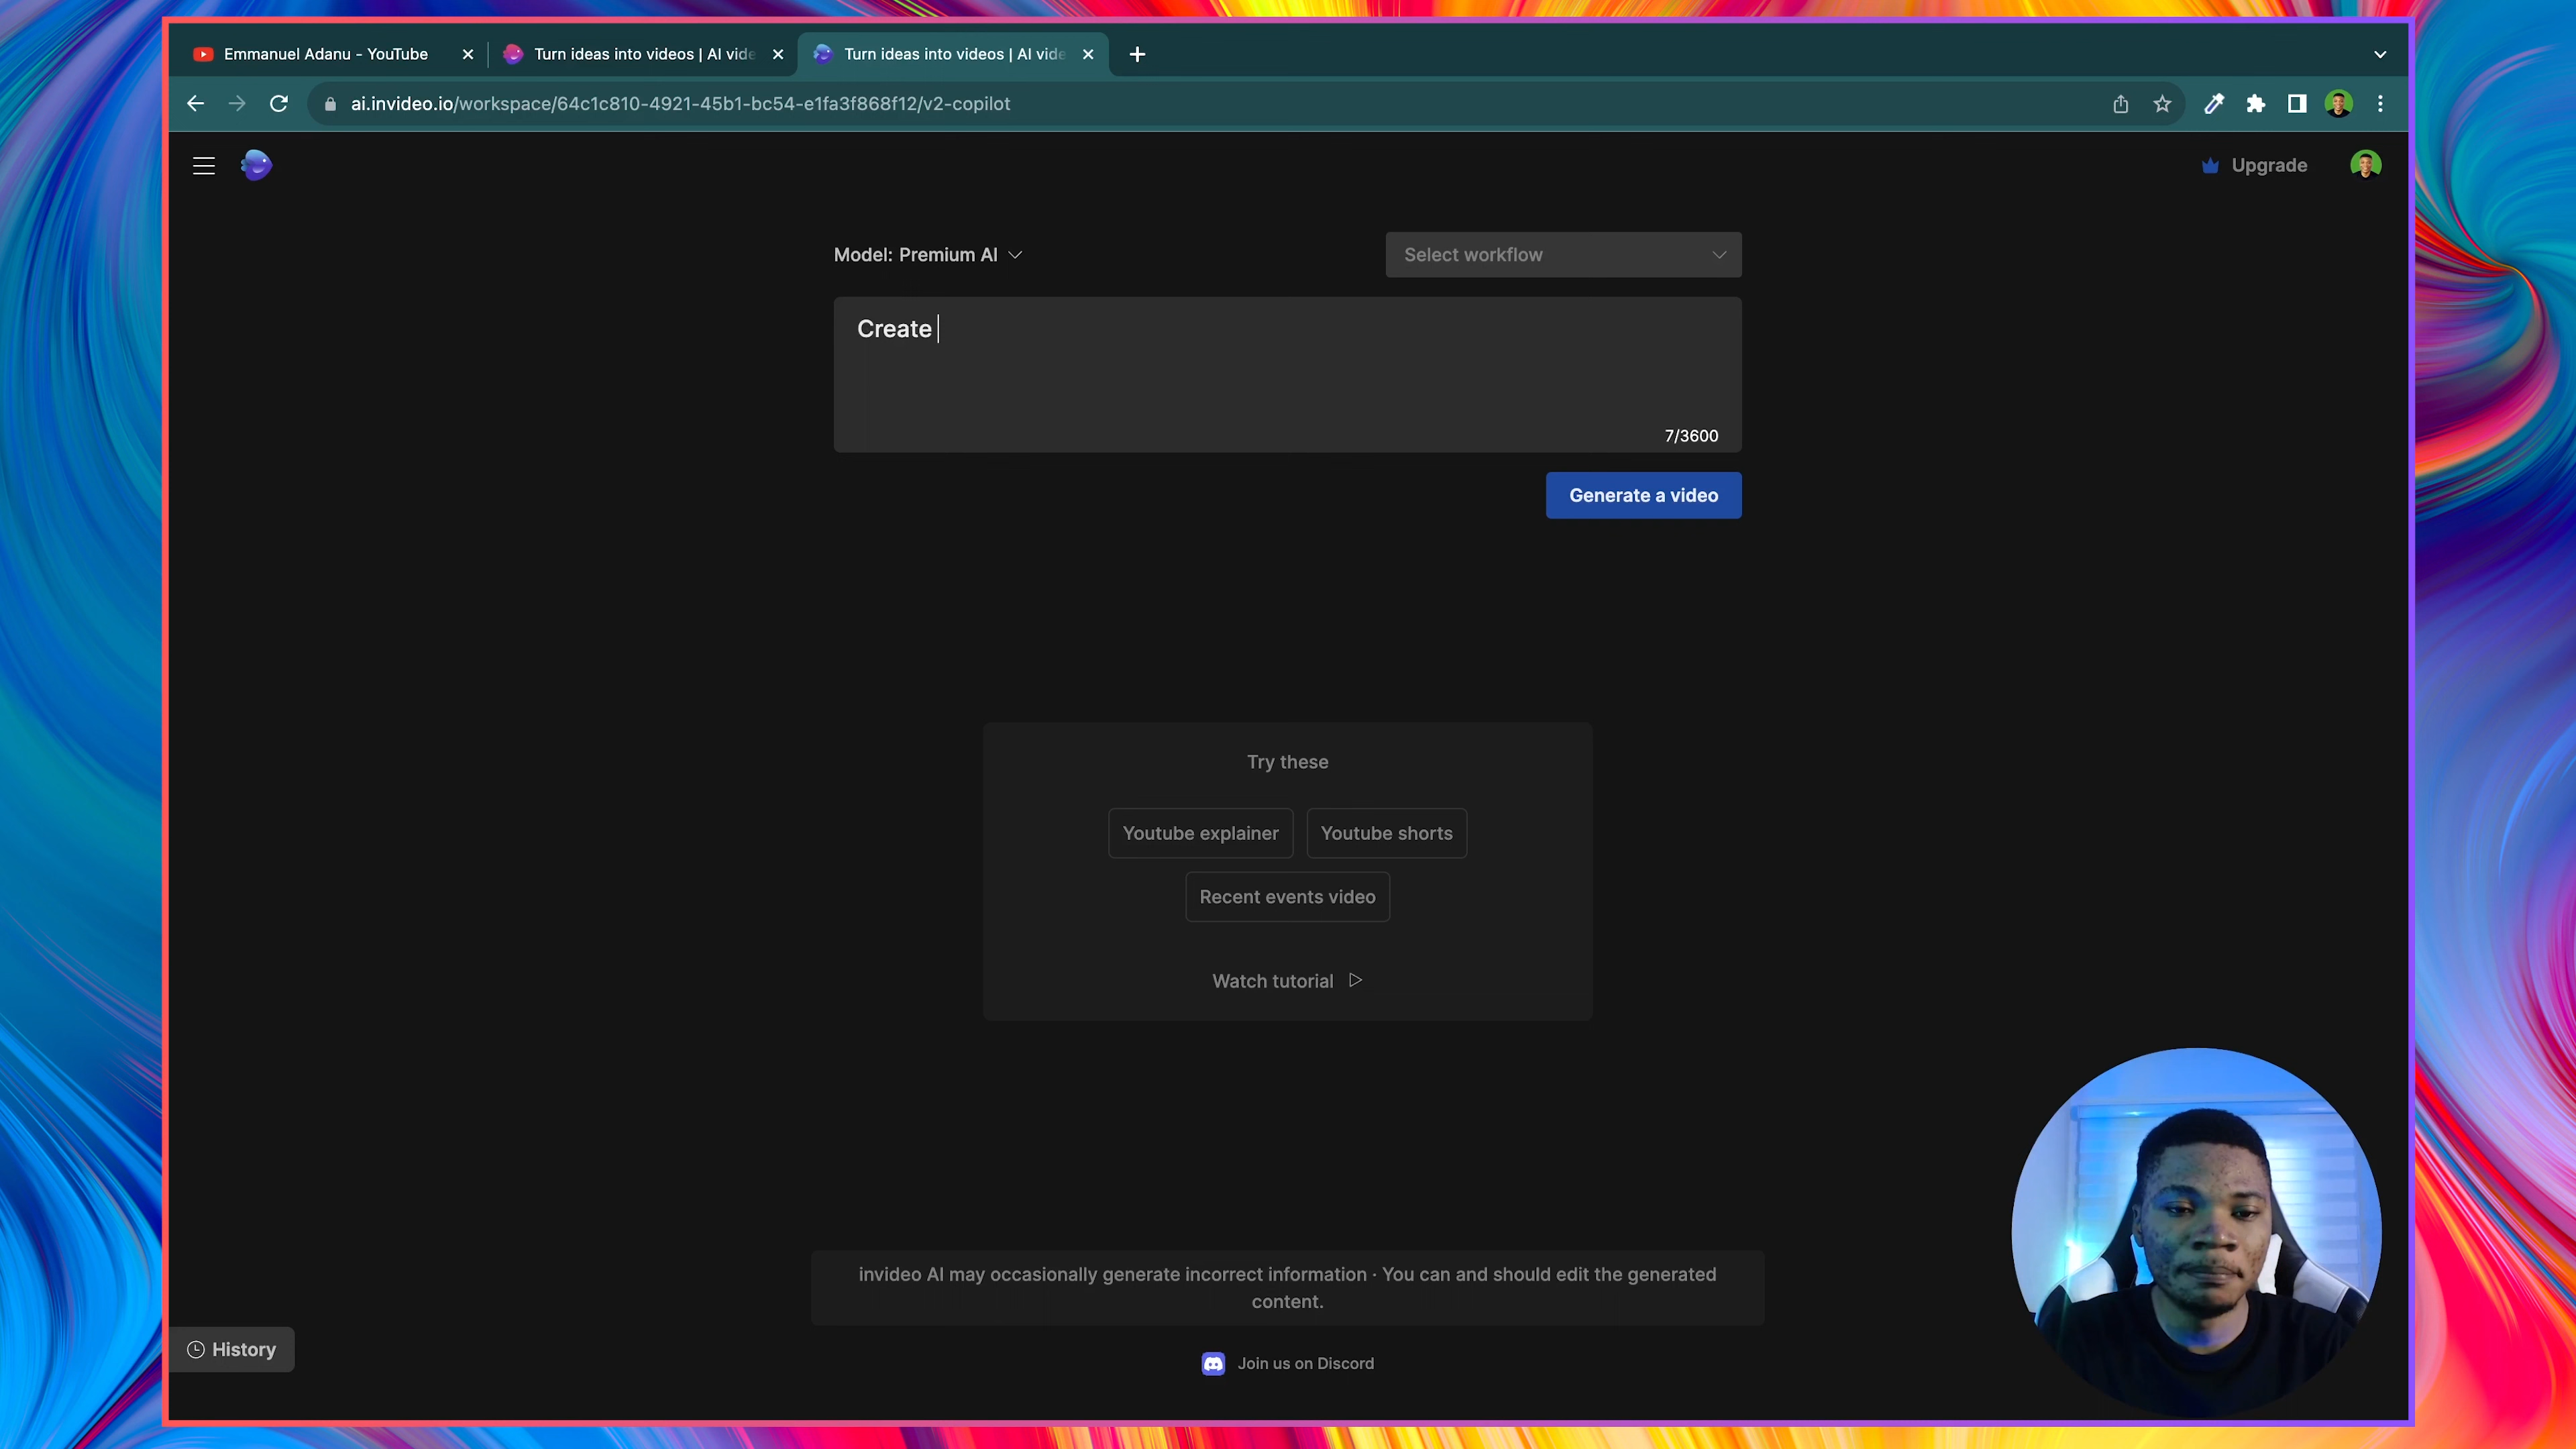 Emmanuel Adanu - YouTube
Turn ideas into videos | AI vide
Turn ideas into videos | AI vide
ai.invideo.io/workspace/64c1c810-4921-45b1-bc54-e1fa3f868f12/v2-copilot
Upgrade
Model: Premium AI
Select workflow
Create
7/3600
Generate a video
Try these
Youtube explainer
Youtube shorts
Recent events video
Watch tutorial
invideo AI may occasionally generate incorrect information · You can and should edit the generated
content.
History
Join us on Discord